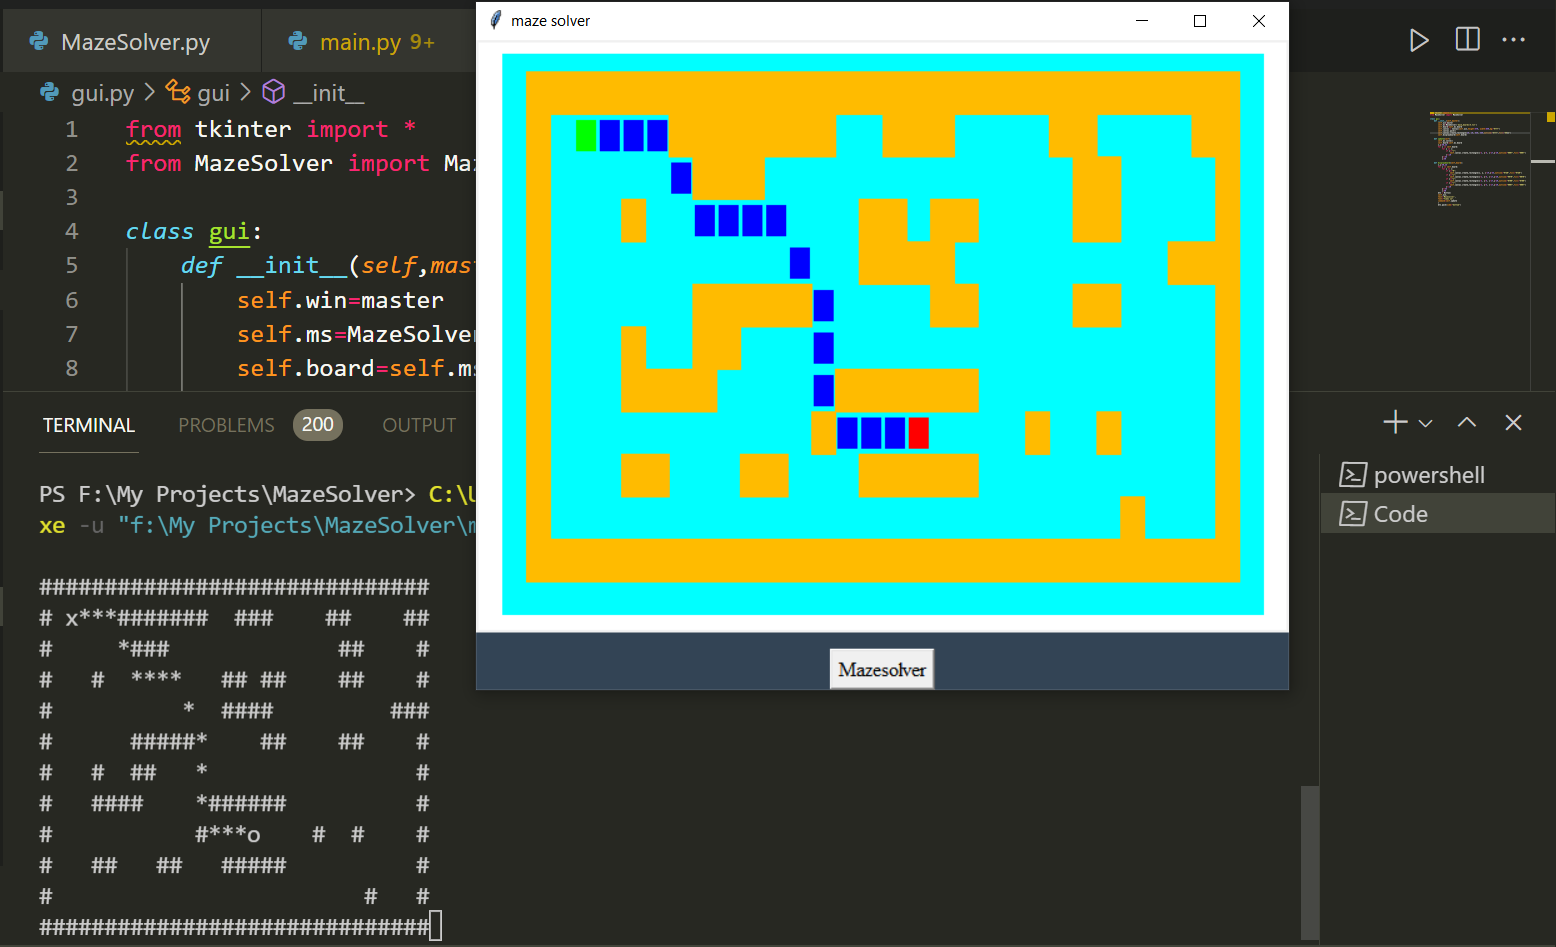 maze solver
MazeSolver.py main.py 9+
gui.py > gui > __init__
1 from tkinter import *
2 from MazeSolver import Ma
3
4 class gui:
5 def __init__(self,mas
6 self.win=master
7 self.ms=MazeSolver
8 self.board=self.ms
TERMINAL PROBLEMS 200 OUTPUT
powershell
Code
PS F:\My Projects\MazeSolver> C:\U
xe -u "f:\My Projects\MazeSolver\m
##############################
# x***#######  ###    ##    ##
#     *###             ##    #
#   #  ****   ## ##    ##    #
#          *  ####         ###
#      #####*    ##    ##    #
#   #  ##   *                #
#   ####    *######          #
#           #***o    #  #    #
#   ##   ##   #####          #
#                        #   #
##############################
Mazesolver